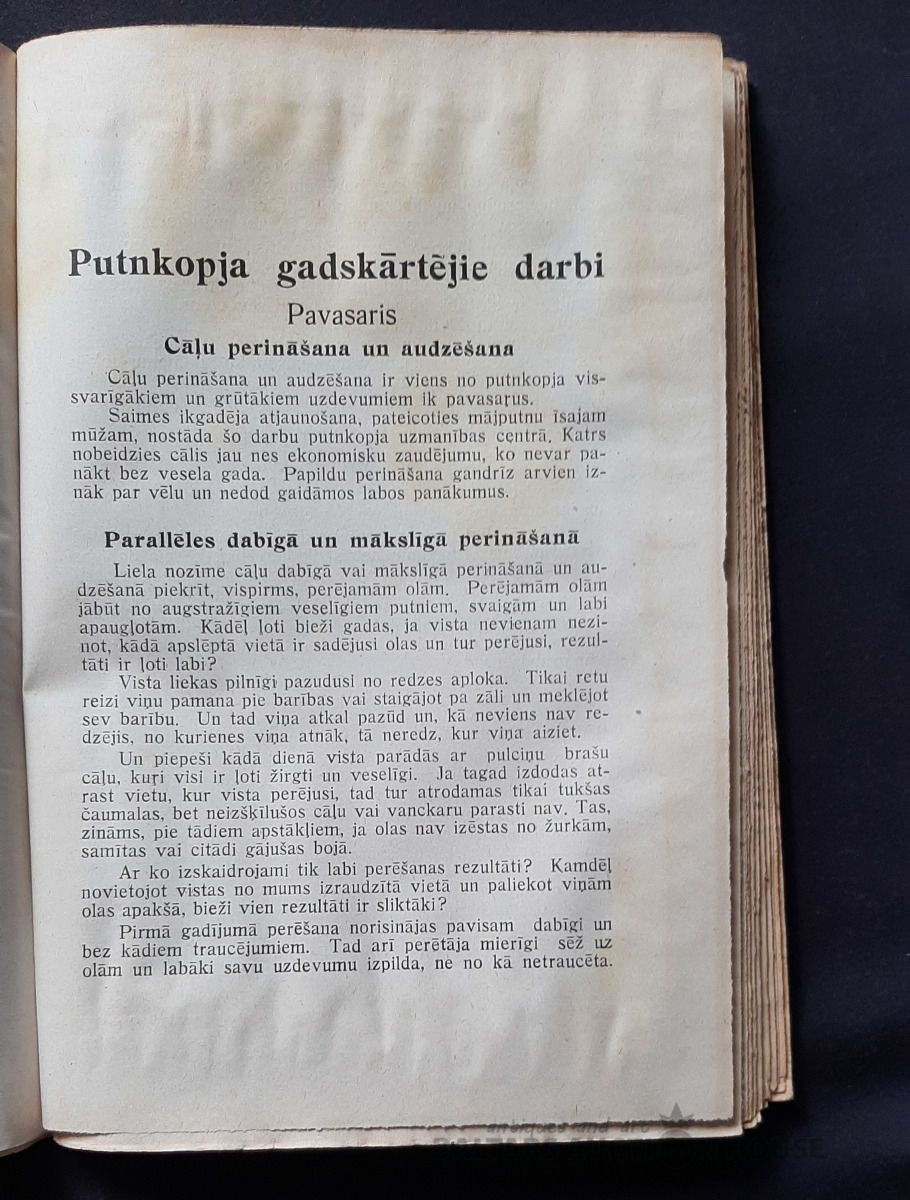 Putnkopja gadskārtējie darbi
Pavasaris
Cāļu perināšana un audzēšana
Cāļu perināšana un audzēšana ir viens no putnkopja vis-
svarīgākiem un grūtākiem uzdevumiem ik pavasarus.
Saimes ikgadēja atjaunošana, pateicoties mājputnu īsajam
mūžam, nostāda šo darbu putnkopja uzmanības centrā. Katrs
nobeidzies cālis jau nes ekonomisku zaudējumu, ko nevar pa-
nākt bez vesela gada. Papildu perināšana gandrīz arvien iz-
nāk par vēlu un nedod gaidāmos labos panākumus.
Parallēles dabīgā un mākslīgā perināšanā
Liela nozīme cāļu dabīgā vai mākslīgā perināšanā un au-
dzēšanā piekrīt, vispirms, perējamām olām. Perējamām olām
jābūt no augstražīgiem veselīgiem putniem, svaigām un labi
apaugļotām. Kādēļ ļoti bieži gadas, ja vista nevienam nezi-
not, kādā apslēptā vietā ir sadējusi olas un tur perējusi, rezul-
tāti ir ļoti labi?
Vista liekas pilnīgi pazudusi no redzes aploka. Tikai retu
reizi viņu pamana pie barības vai staigājot pa zāli un meklējot
sev barību. Un tad viņa atkal pazūd un, kā neviens nav re-
dzējis, no kurienes viņa atnāk, tā neredz, kur viņa aiziet.
Un piepeši kādā dienā vista parādās ar pulciņu brašu
cāļu, kuri visi ir ļoti žirgti un veselīgi. Ja tagad izdodas at-
rast vietu, kur vista perējusi, tad tur atrodamas tikai tukšas
čaumalas, bet neizšķīlušos cāļu vai vanckaru parasti nav. Tas,
zināms, pie tādiem apstākļiem, ja olas nav izēstas no žurkām,
samītas vai citādi gājušas bojā.
Ar ko izskaidrojami tik labi perēšanas rezultāti? Kamdēļ
novietojot vistas no mums izraudzītā vietā un paliekot viņām
olas apakšā, bieži vien rezultāti ir sliktāki?
Pirmā gadījumā perēšana norisinājas pavisam dabīgi un
bez kādiem traucējumiem. Tad arī perētāja mierīgi sēž uz
olām un labāki savu uzdevumu izpilda, ne no kā netraucēta.
antiques and art